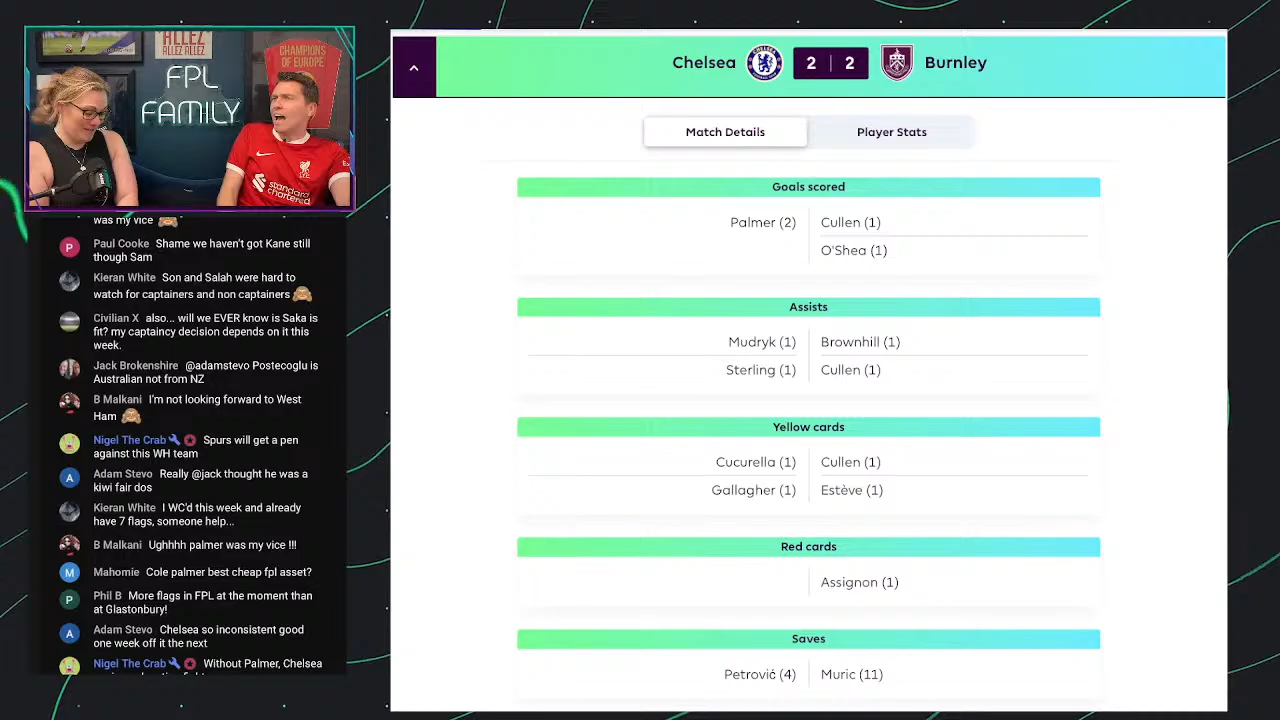 ALLEZ
ALLEZ ALLEZ
CHAMPIONS
OF EUROPE
FPL
FAMILY
standard
chartered
was my vice
P Paul Cooke Shame we haven't got Kane still
though Sam
Kieran White Son and Salah were hard to
watch for captainers and non captainers
Civilian X also... will we EVER know is Saka is
fit? my captaincy decision depends on it this
week.
Jack Brokenshire @adamstevo Postecoglu is
Australian not from NZ
B Malkani I'm not looking forward to West
Ham
Nigel The Crab Spurs will get a pen
against this WH team
A Adam Stevo Really @jack thought he was a
kiwi fair dos
Kieran White I WC'd this week and already
have 7 flags, someone help...
B Malkani Ughhhh palmer was my vice !!!
M Mahomie Cole palmer best cheap fpl asset?
P Phil B More flags in FPL at the moment than
at Glastonbury!
A Adam Stevo Chelsea so inconsistent good
one week off it the next
Nigel The Crab Without Palmer, Chelsea
Chelsea 2 | 2 Burnley
Match Details Player Stats
Goals scored
Palmer (2) Cullen (1)
O'Shea (1)
Assists
Mudryk (1) Brownhill (1)
Sterling (1) Cullen (1)
Yellow cards
Cucurella (1) Cullen (1)
Gallagher (1) Estève (1)
Red cards
Assignon (1)
Saves
Petrović (4) Muric (11)